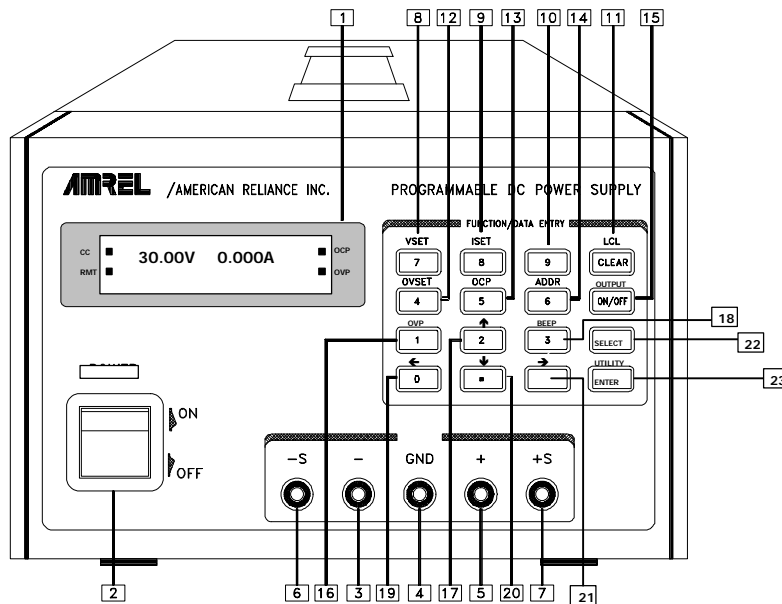 1 8 12 9 13 10 14 11 15
AMREL /AMERICAN RELIANCE INC. PROGRAMMABLE DC POWER SUPPLY
FUNCTION/DATA ENTRY
VSET ISET LCL
7 8 9 CLEAR
CC 30.00V 0.000A OCP
RMT OVP
OVSET OCP ADDR OUTPUT
4 5 6 ON/OFF
OVP ↑ BEEP 18
1 2 3 SELECT 22
← ↓ → UTILITY
0 . ENTER 23
POWER
ON
OFF
-S - GND + +S
2 6 16 3 19 4 17 5 20 7 21